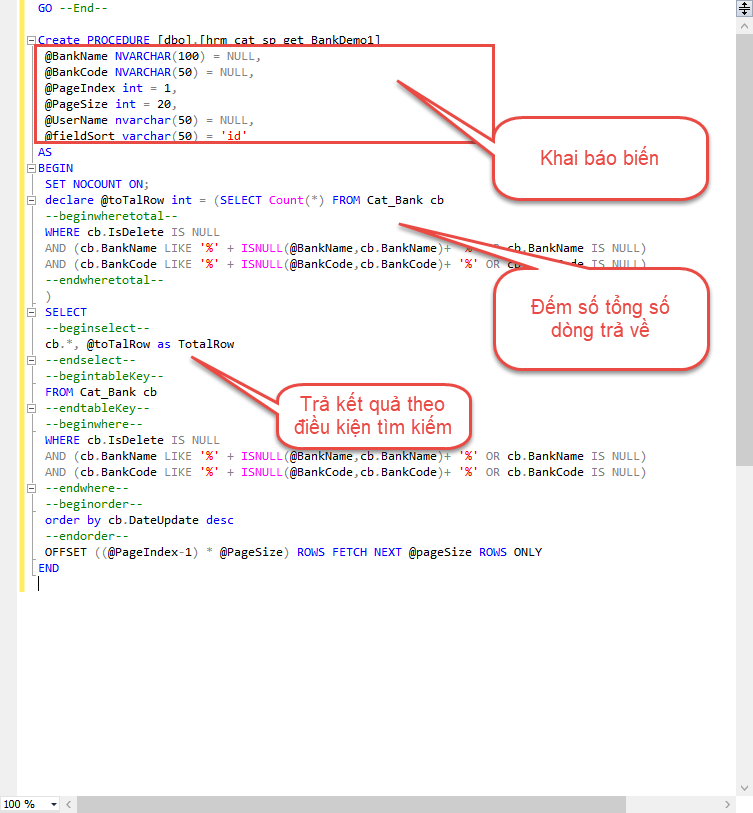 GO --End--
Create PROCEDURE [dbo].[hrm_cat_sp_get_BankDemo1]
@BankName NVARCHAR(100) = NULL,
@BankCode NVARCHAR(50) = NULL,
@PageIndex int = 1,
@PageSize int = 20,
@UserName nvarchar(50) = NULL,
@fieldSort varchar(50) = 'id'
Khai báo biến
AS
BEGIN
SET NOCOUNT ON;
declare @toTalRow int = (SELECT Count(*) FROM Cat_Bank cb
--beginwheretotal--
WHERE cb.IsDelete IS NULL
AND (cb.BankName LIKE '%' + ISNULL(@BankName,cb.BankName)+ '%' OR cb.BankName IS NULL)
AND (cb.BankCode LIKE '%' + ISNULL(@BankCode,cb.BankCode)+ '%' OR cb.BankCode IS NULL)
--endwheretotal--
)
Đếm số tổng số
dòng trả về
SELECT
--beginselect--
cb.*, @toTalRow as TotalRow
--endselect--
--begintableKey--
FROM Cat_Bank cb
--endtableKey--
Trả kết quả theo
điều kiện tìm kiếm
--beginwhere--
WHERE cb.IsDelete IS NULL
AND (cb.BankName LIKE '%' + ISNULL(@BankName,cb.BankName)+ '%' OR cb.BankName IS NULL)
AND (cb.BankCode LIKE '%' + ISNULL(@BankCode,cb.BankCode)+ '%' OR cb.BankCode IS NULL)
--endwhere--
--beginorder--
order by cb.DateUpdate desc
--endorder--
OFFSET ((@PageIndex-1) * @PageSize) ROWS FETCH NEXT @pageSize ROWS ONLY
END
100 %